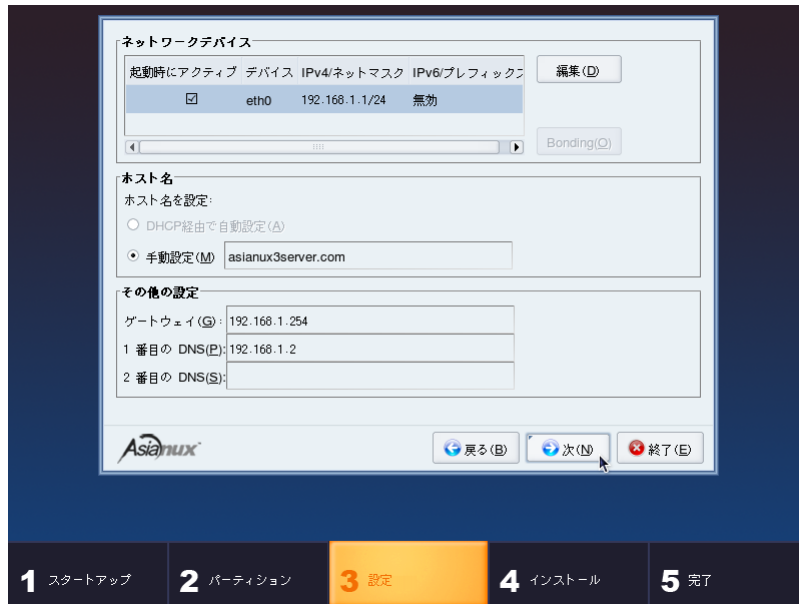 ネットワークデバイス
起動時にアクティブ デバイス IPv4/ネットマスク IPv6/プレフィックス
編集(D)
eth0 192.168.1.1/24 無効
Bonding(O)
ホスト名
ホスト名を設定:
DHCP経由で自動設定(A)
手動設定(M) asianux3server.com
その他の設定
ゲートウェイ(G): 192.168.1.254
1 番目の DNS(P): 192.168.1.2
2 番目の DNS(S):
Asianux
戻る(B) 次(N) 終了(E)
1 スタートアップ 2 パーティション 3 設定 4 インストール 5 完了